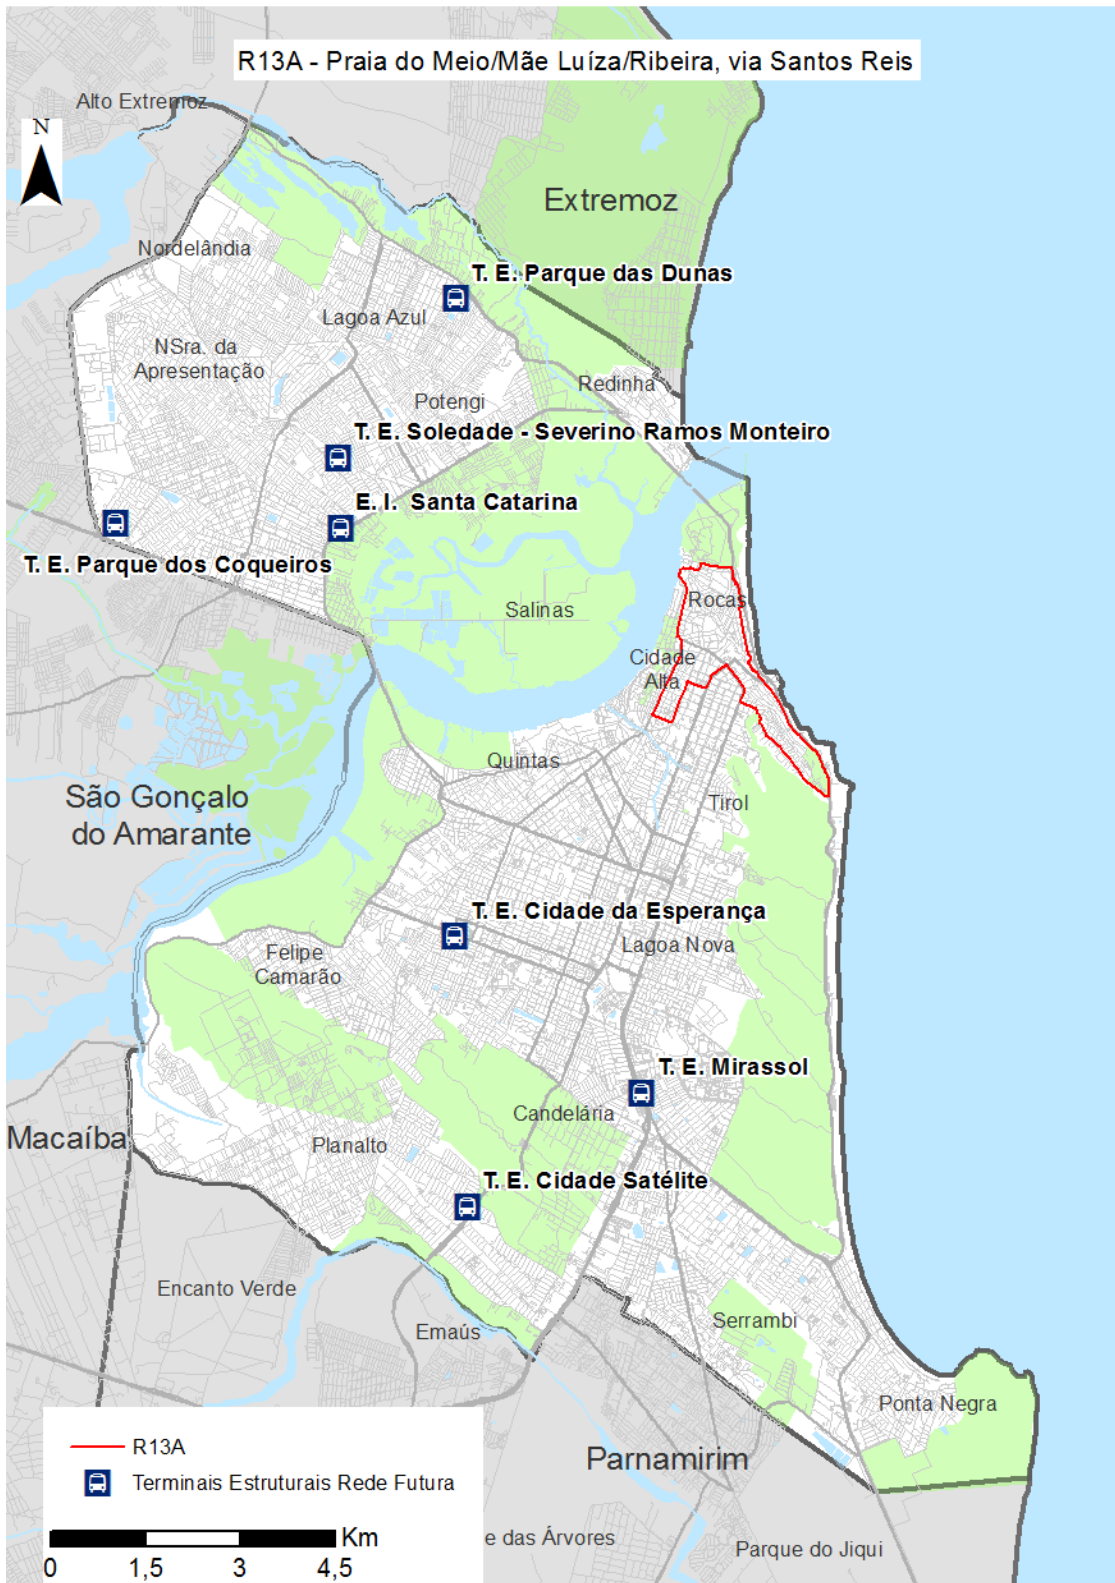 R13A - Praia do Meio/Mãe Luíza/Ribeira, via Santos Reis
Alto Extremoz
N
Extremoz
Nordelândia
T. E. Parque das Dunas
Lagoa Azul
NSra. da
Apresentação
Redinha
Potengi
T. E. Soledade - Severino Ramos Monteiro
E. I. Santa Catarina
T. E. Parque dos Coqueiros
Rocas
Salinas
Cidade
Alta
Quintas
São Gonçalo
do Amarante
Tirol
T. E. Cidade da Esperança
Lagoa Nova
Felipe
Camarão
T. E. Mirassol
Candelária
Macaíba
Planalto
T. E. Cidade Satélite
Encanto Verde
Emaús
Serrambi
Ponta Negra
Parnamirim
R13A
Terminais Estruturais Rede Futura
Km
0 1,5 3 4,5
e das Árvores
Parque do Jiqui